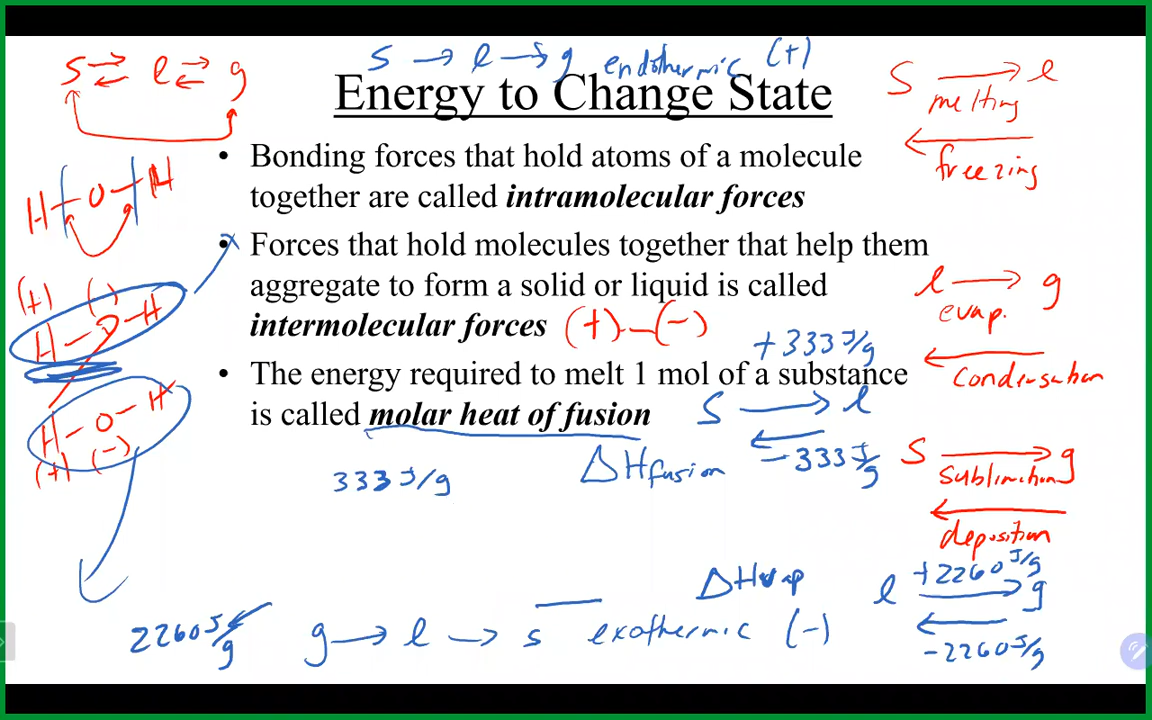 s ⇌ l ⇌ g
s → l → g endothermic (+)
Energy to Change State
s → l
melting
freezing
• Bonding forces that hold atoms of a molecule
together are called intramolecular forces
H-O-H
• Forces that hold molecules together that help them
aggregate to form a solid or liquid is called
intermolecular forces (+)--(-)
(+) (-)
H-O-H
H-O-H
(+) (-)
l → g
evap.
condensation
+333 J/g
• The energy required to melt 1 mol of a substance
is called molar heat of fusion
s → l
-333 J/g
333 J/g
ΔHfusion
s → g
sublimation
deposition
ΔHvap
l → g
+2260 J/g
-2260 J/g
2260 J/g
g → l → s exothermic (-)